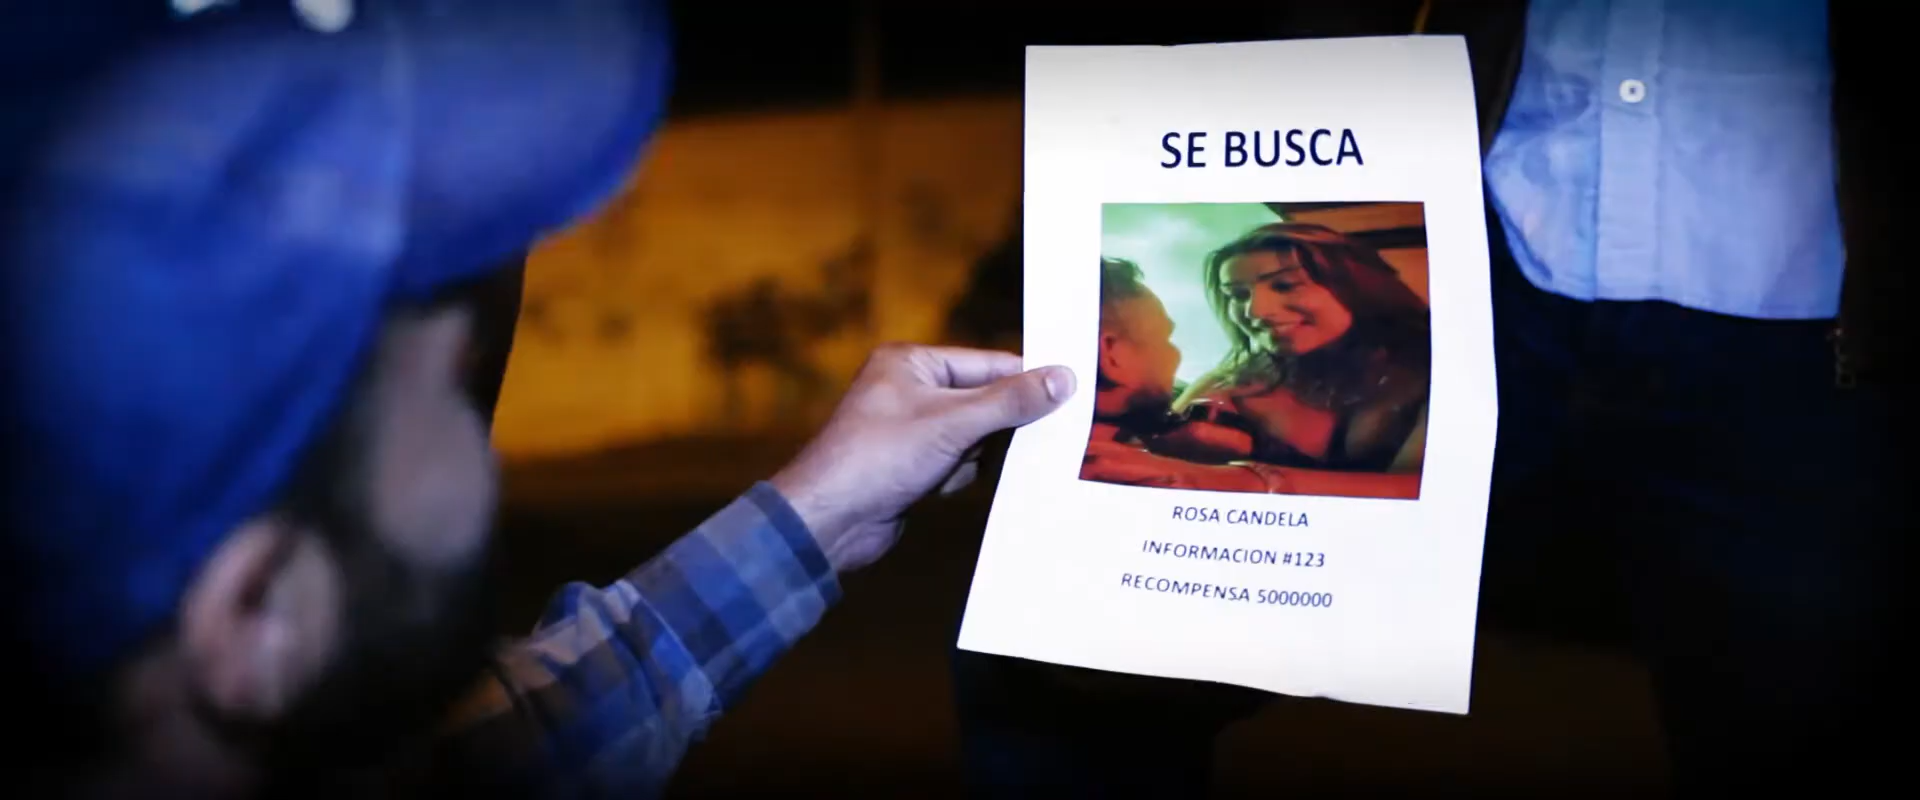 SE BUSCA
ROSA CANDELA
INFORMACION #123
RECOMPENSA 5000000